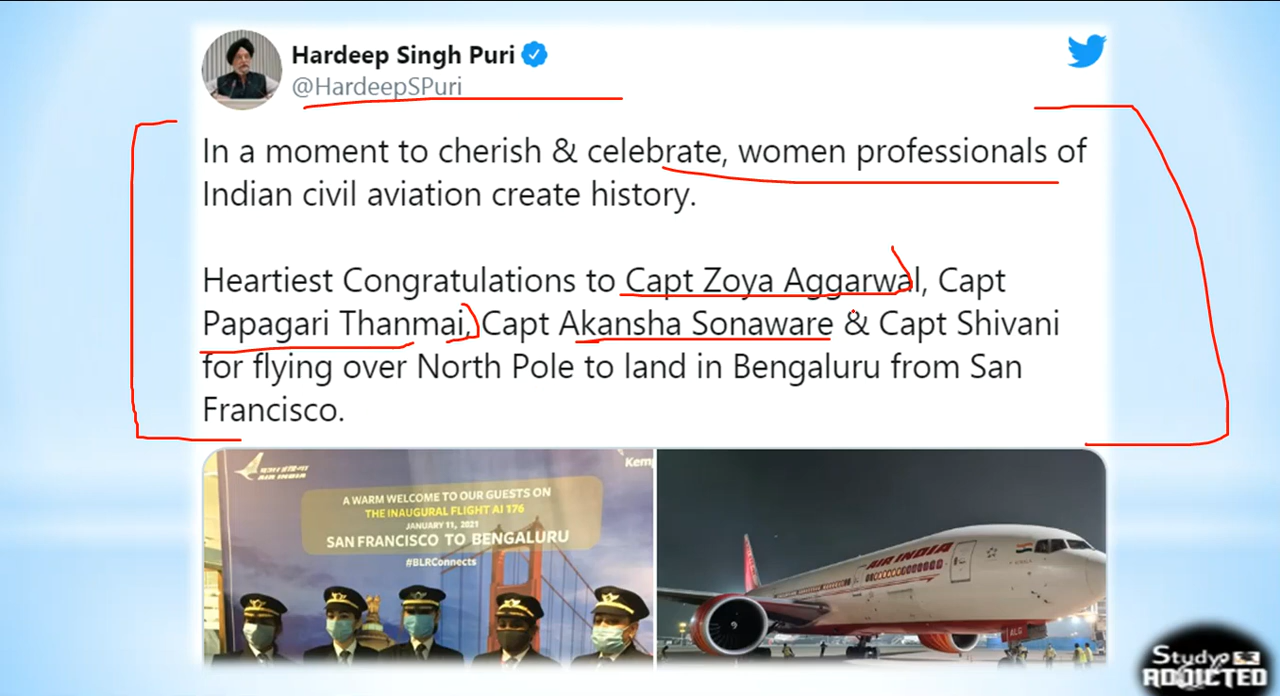 Hardeep Singh Puri
@HardeepSPuri
In a moment to cherish & celebrate, women professionals of
Indian civil aviation create history.
Heartiest Congratulations to Capt Zoya Aggarwal, Capt
Papagari Thanmai, Capt Akansha Sonaware & Capt Shivani
for flying over North Pole to land in Bengaluru from San
Francisco.
एअर इंडिया
AIR INDIA
A WARM WELCOME TO OUR GUESTS ON
THE INAUGURAL FLIGHT AI 176
JANUARY 11, 2021
SAN FRANCISCO TO BENGALURU
#BLRConnects
AIR INDIA
ALG
Study
ADDICTED